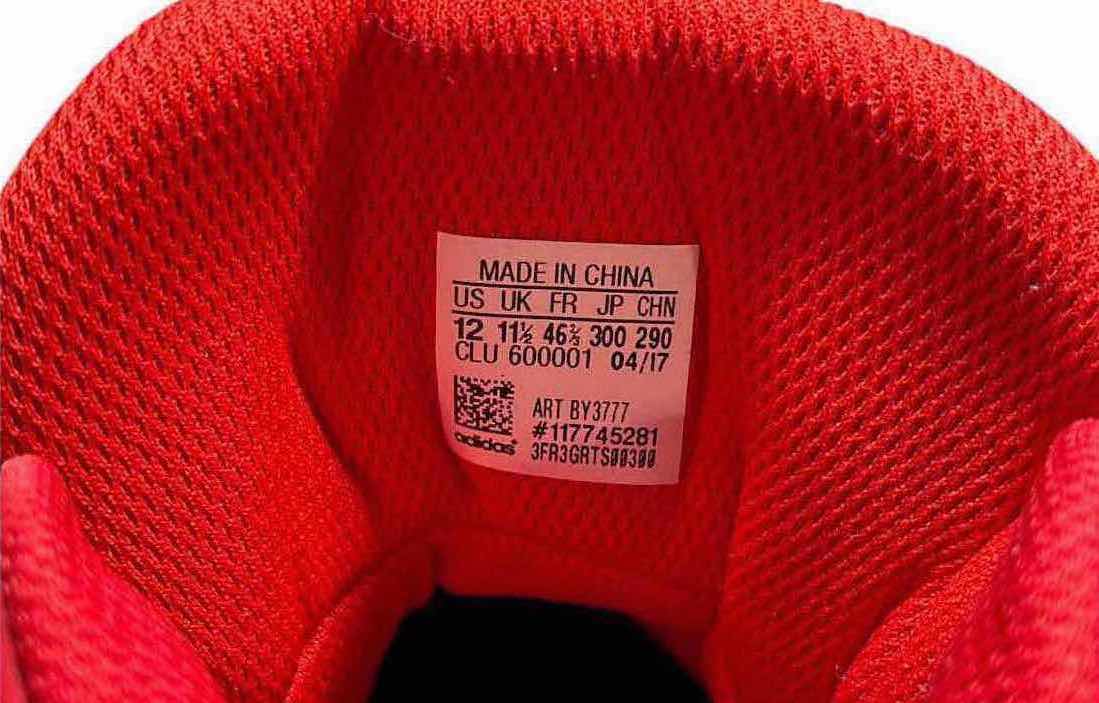 MADE IN CHINA
US UK FR JP CHN
12 11½ 46⅔ 300 290
CLU 600001 04/17
ART BY3777
#117745281
adidas
3FR3GRTS00300